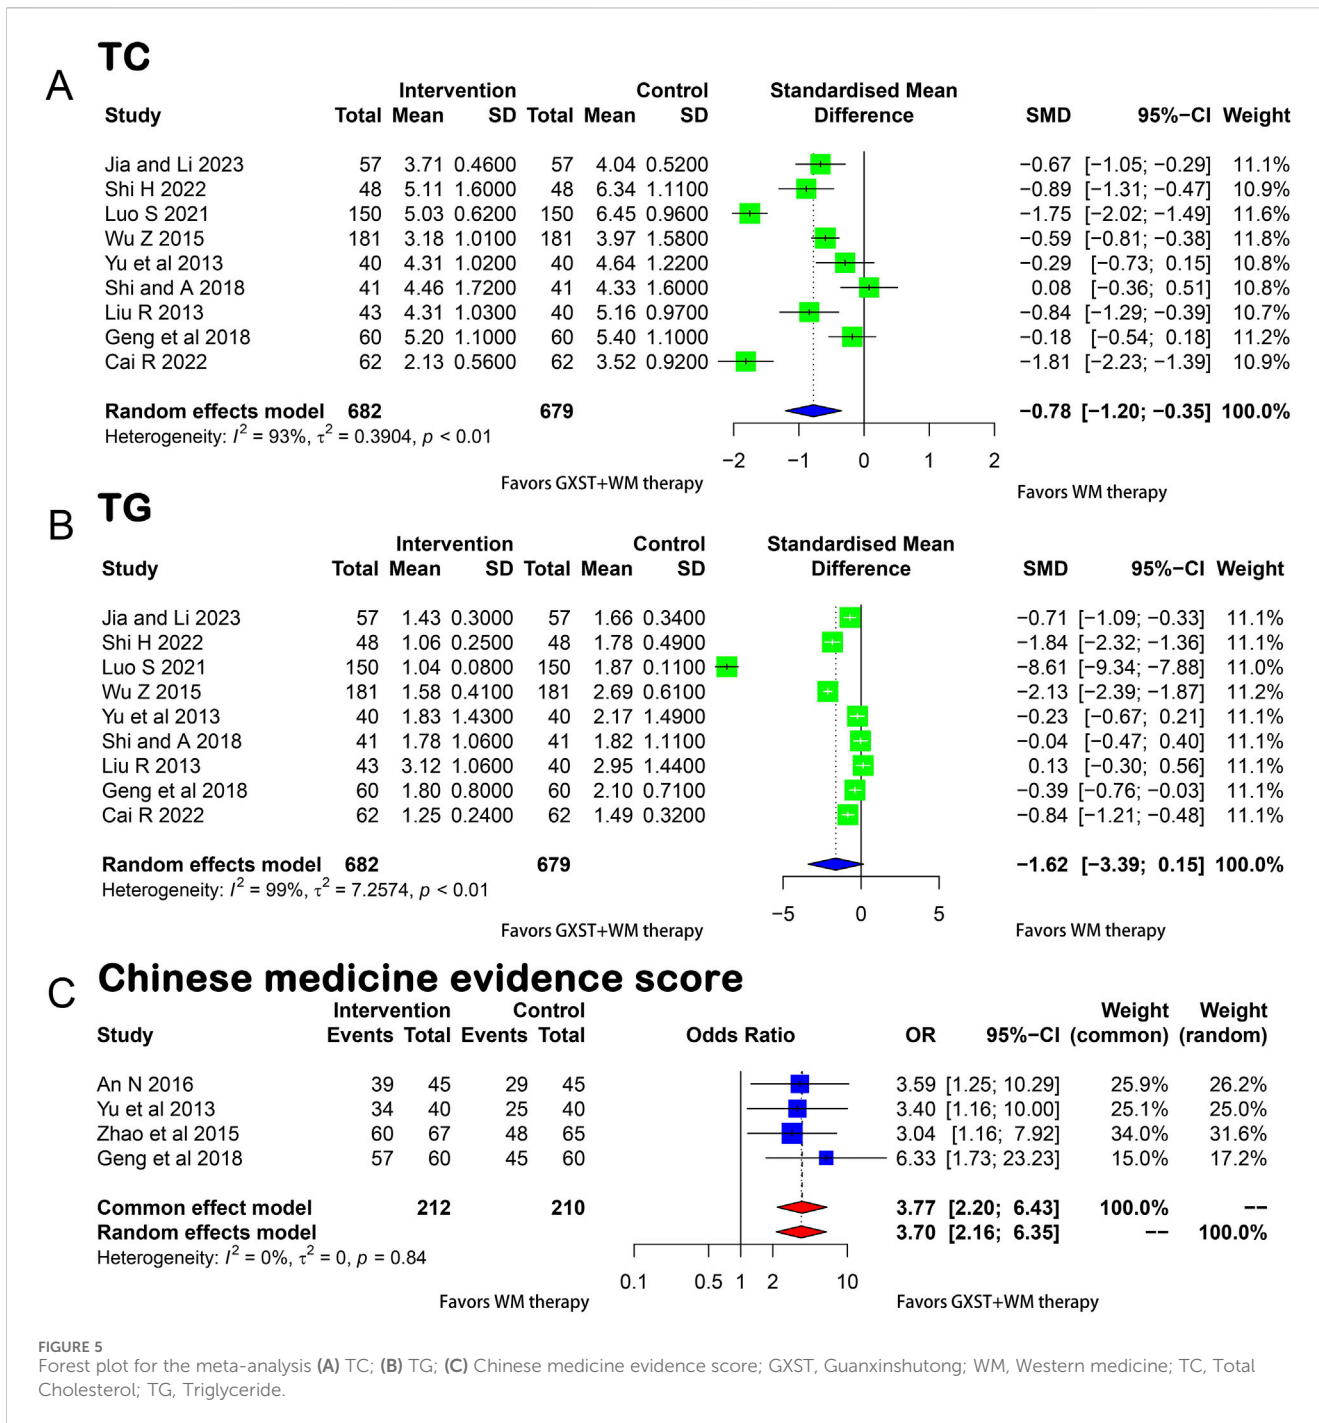 TC
A
Intervention Control Standardised Mean
Study Total Mean SD Total Mean SD Difference SMD 95%−CI Weight
Jia and Li 2023 57 3.71 0.4600 57 4.04 0.5200 −0.67 [−1.05; −0.29] 11.1%
Shi H 2022 48 5.11 1.6000 48 6.34 1.1100 −0.89 [−1.31; −0.47] 10.9%
Luo S 2021 150 5.03 0.6200 150 6.45 0.9600 −1.75 [−2.02; −1.49] 11.6%
Wu Z 2015 181 3.18 1.0100 181 3.97 1.5800 −0.59 [−0.81; −0.38] 11.8%
Yu et al 2013 40 4.31 1.0200 40 4.64 1.2200 −0.29 [−0.73; 0.15] 10.8%
Shi and A 2018 41 4.46 1.7200 41 4.33 1.6000 0.08 [−0.36; 0.51] 10.8%
Liu R 2013 43 4.31 1.0300 40 5.16 0.9700 −0.84 [−1.29; −0.39] 10.7%
Geng et al 2018 60 5.20 1.1000 60 5.40 1.1000 −0.18 [−0.54; 0.18] 11.2%
Cai R 2022 62 2.13 0.5600 62 3.52 0.9200 −1.81 [−2.23; −1.39] 10.9%
Random effects model 682 679 −0.78 [−1.20; −0.35] 100.0%
Heterogeneity: I² = 93%, τ² = 0.3904, p < 0.01
−2 −1 0 1 2
Favors GXST+WM therapy Favors WM therapy
TG
B
Intervention Control Standardised Mean
Study Total Mean SD Total Mean SD Difference SMD 95%−CI Weight
Jia and Li 2023 57 1.43 0.3000 57 1.66 0.3400 −0.71 [−1.09; −0.33] 11.1%
Shi H 2022 48 1.06 0.2500 48 1.78 0.4900 −1.84 [−2.32; −1.36] 11.1%
Luo S 2021 150 1.04 0.0800 150 1.87 0.1100 −8.61 [−9.34; −7.88] 11.0%
Wu Z 2015 181 1.58 0.4100 181 2.69 0.6100 −2.13 [−2.39; −1.87] 11.2%
Yu et al 2013 40 1.83 1.4300 40 2.17 1.4900 −0.23 [−0.67; 0.21] 11.1%
Shi and A 2018 41 1.78 1.0600 41 1.82 1.1100 −0.04 [−0.47; 0.40] 11.1%
Liu R 2013 43 3.12 1.0600 40 2.95 1.4400 0.13 [−0.30; 0.56] 11.1%
Geng et al 2018 60 1.80 0.8000 60 2.10 0.7100 −0.39 [−0.76; −0.03] 11.1%
Cai R 2022 62 1.25 0.2400 62 1.49 0.3200 −0.84 [−1.21; −0.48] 11.1%
Random effects model 682 679 −1.62 [−3.39; 0.15] 100.0%
Heterogeneity: I² = 99%, τ² = 7.2574, p < 0.01
−5 0 5
Favors GXST+WM therapy Favors WM therapy
Chinese medicine evidence score
C
Intervention Control Weight Weight
Study Events Total Events Total Odds Ratio OR 95%−CI (common) (random)
An N 2016 39 45 29 45 3.59 [1.25; 10.29] 25.9% 26.2%
Yu et al 2013 34 40 25 40 3.40 [1.16; 10.00] 25.1% 25.0%
Zhao et al 2015 60 67 48 65 3.04 [1.16; 7.92] 34.0% 31.6%
Geng et al 2018 57 60 45 60 6.33 [1.73; 23.23] 15.0% 17.2%
Common effect model 212 210 3.77 [2.20; 6.43] 100.0% −−
Random effects model 3.70 [2.16; 6.35] −− 100.0%
Heterogeneity: I² = 0%, τ² = 0, p = 0.84
0.1 0.5 1 2 10
Favors WM therapy Favors GXST+WM therapy
FIGURE 5
Forest plot for the meta-analysis (A) TC; (B) TG; (C) Chinese medicine evidence score; GXST, Guanxinshutong; WM, Western medicine; TC, Total
Cholesterol; TG, Triglyceride.